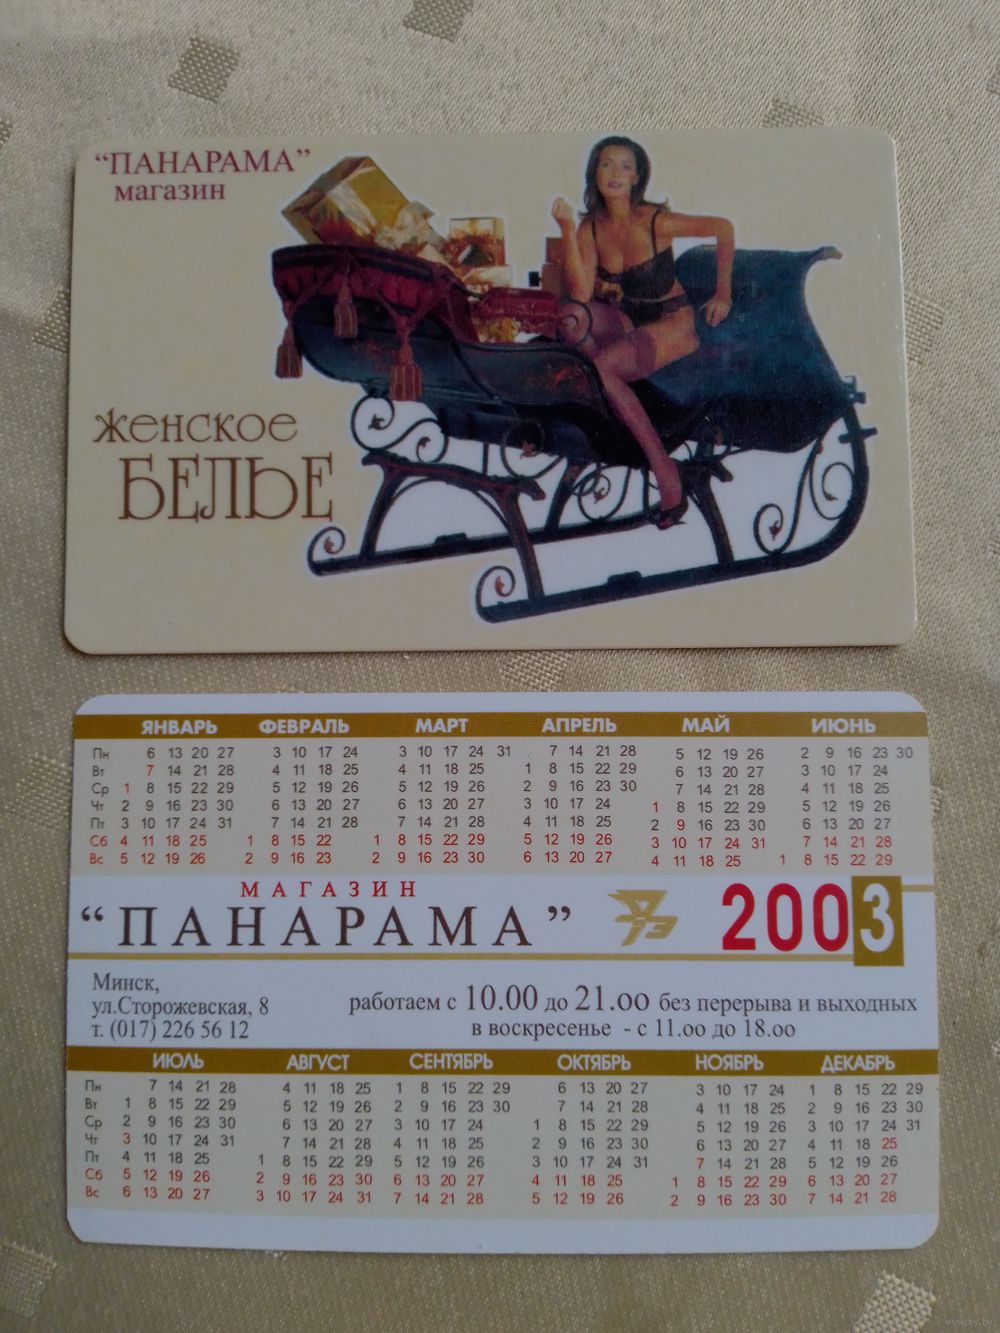 “ПАНАРАМА”
магазин
женское
БЕЛЬЕ
ЯНВАРЬ ФЕВРАЛЬ МАРТ АПРЕЛЬ МАЙ ИЮНЬ
Пн 6 13 20 27 3 10 17 24 3 10 17 24 31 7 14 21 28 5 12 19 26 2 9 16 23 30
Вт 7 14 21 28 4 11 18 25 4 11 18 25 1 8 15 22 29 6 13 20 27 3 10 17 24
Ср 1 8 15 22 29 5 12 19 26 5 12 19 26 2 9 16 23 30 7 14 21 28 4 11 18 25
Чт 2 9 16 23 30 6 13 20 27 6 13 20 27 3 10 17 24 1 8 15 22 29 5 12 19 26
Пт 3 10 17 24 31 7 14 21 28 7 14 21 28 4 11 18 25 2 9 16 23 30 6 13 20 27
Сб 4 11 18 25 1 8 15 22 1 8 15 22 29 5 12 19 26 3 10 17 24 31 7 14 21 28
Вс 5 12 19 26 2 9 16 23 2 9 16 23 30 6 13 20 27 4 11 18 25 1 8 15 22 29
МАГАЗИН
“ПАНАРАМА”
2003
Минск,
ул.Сторожевская, 8
т. (017) 226 56 12
работаем с 10.00 до 21.00 без перерыва и выходных
в воскресенье - с 11.00 до 18.00
ИЮЛЬ АВГУСТ СЕНТЯБРЬ ОКТЯБРЬ НОЯБРЬ ДЕКАБРЬ
Пн 7 14 21 28 4 11 18 25 1 8 15 22 29 6 13 20 27 3 10 17 24 1 8 15 22 29
Вт 1 8 15 22 29 5 12 19 26 2 9 16 23 30 7 14 21 28 4 11 18 25 2 9 16 23 30
Ср 2 9 16 23 30 6 13 20 27 3 10 17 24 1 8 15 22 29 5 12 19 26 3 10 17 24 31
Чт 3 10 17 24 31 7 14 21 28 4 11 18 25 2 9 16 23 30 6 13 20 27 4 11 18 25
Пт 4 11 18 25 1 8 15 22 29 5 12 19 26 3 10 17 24 31 7 14 21 28 5 12 19 26
Сб 5 12 19 26 2 9 16 23 30 6 13 20 27 4 11 18 25 1 8 15 22 29 6 13 20 27
Вс 6 13 20 27 3 10 17 24 31 7 14 21 28 5 12 19 26 2 9 16 23 30 7 14 21 28
www.ay.by